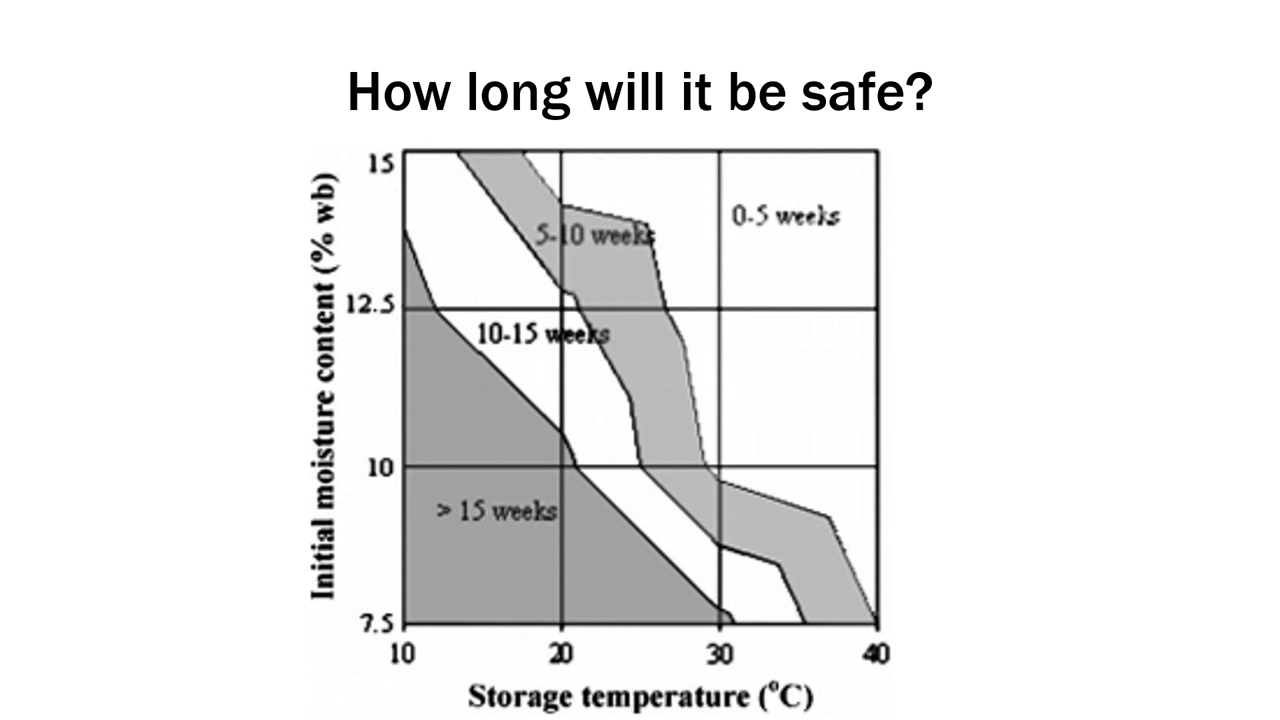 How long will it be safe?
15
0-5 weeks
5-10 weeks
12.5
10-15 weeks
10
> 15 weeks
7.5
10 20 30 40
Initial moisture content (% wb)
Storage temperature (°C)